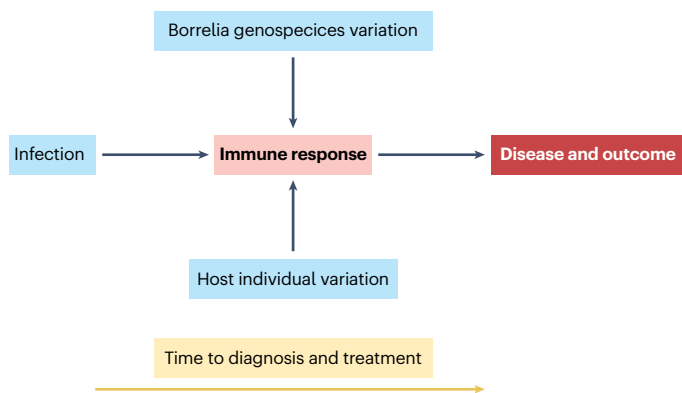 Borrelia genospecices variation
Infection
Immune response
Disease and outcome
Host individual variation
Time to diagnosis and treatment